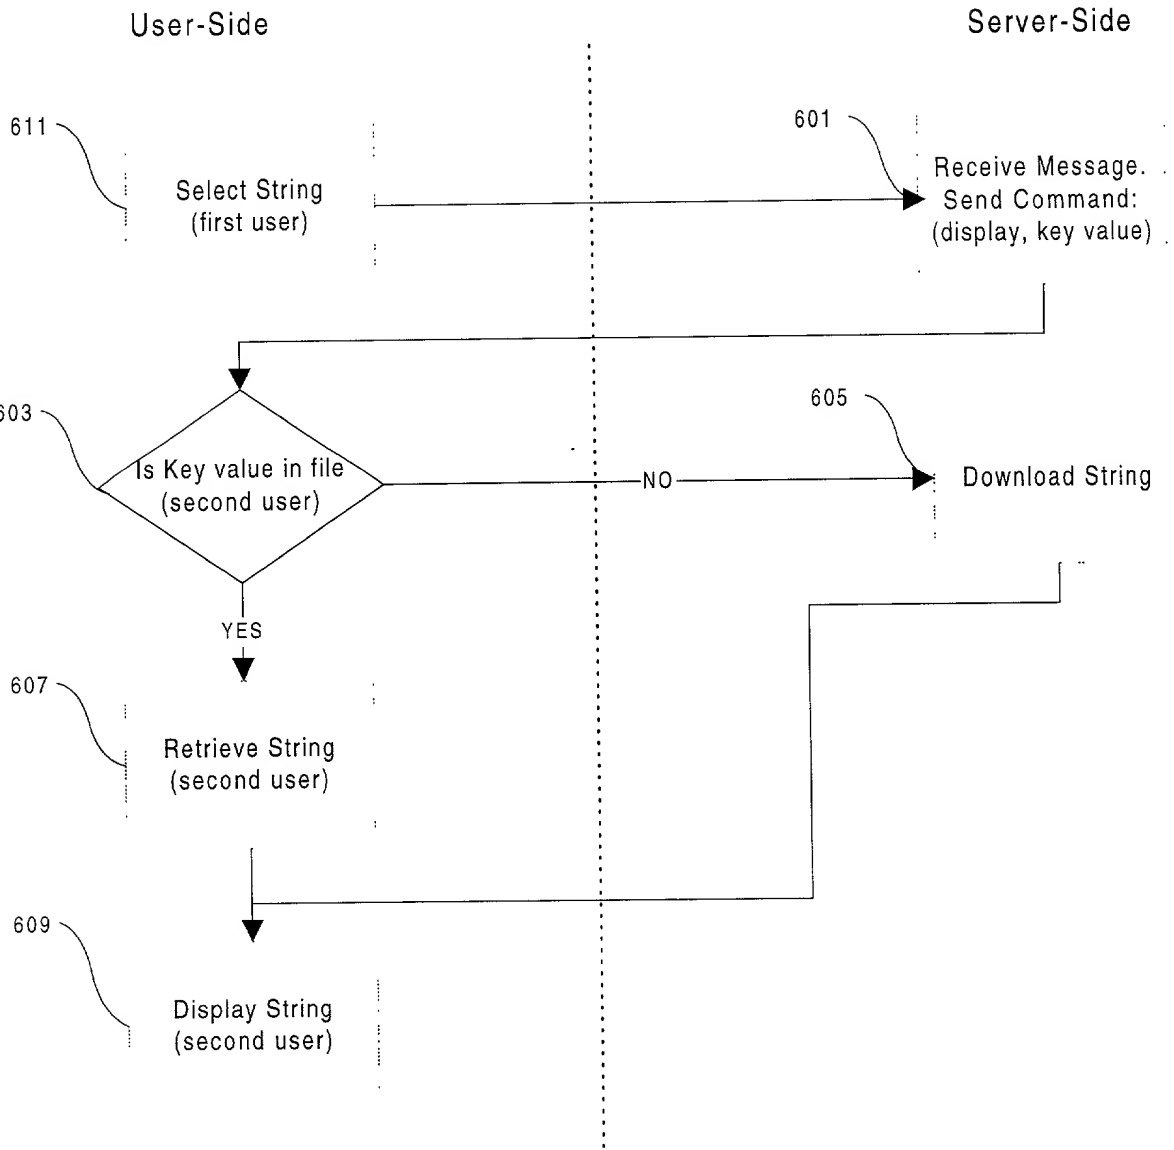 User-Side
Server-Side
611
Select String
(first user)
601
Receive Message.
Send Command:
(display, key value)
603
Is Key value in file
(second user)
NO
605
Download String
YES
607
Retrieve String
(second user)
609
Display String
(second user)